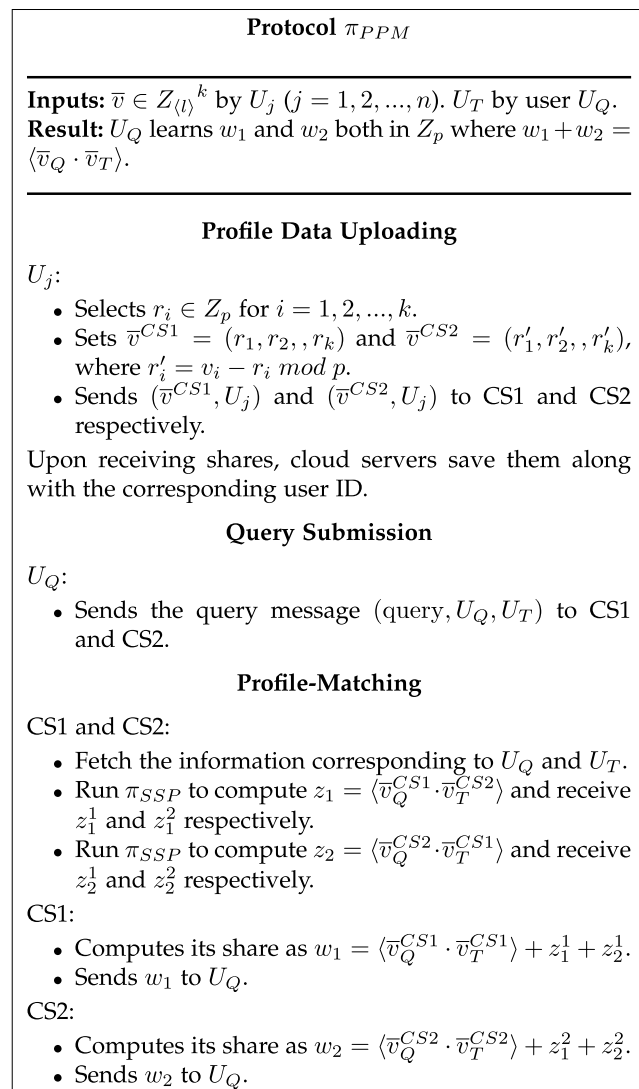 Protocol π_PPM
Inputs: v̅ ∈ Z_⟨l⟩^k by U_j (j = 1, 2, ..., n). U_T by user U_Q.
Result: U_Q learns w_1 and w_2 both in Z_p where w_1 + w_2 =
⟨v̅_Q · v̅_T⟩.
Profile Data Uploading
U_j:
• Selects r_i ∈ Z_p for i = 1, 2, ..., k.
• Sets v̅^CS1 = (r_1, r_2, , r_k) and v̅^CS2 = (r′_1, r′_2, , r′_k),
where r′_i = v_i − r_i mod p.
• Sends (v̅^CS1, U_j) and (v̅^CS2, U_j) to CS1 and CS2
respectively.
Upon receiving shares, cloud servers save them along
with the corresponding user ID.
Query Submission
U_Q:
• Sends the query message (query, U_Q, U_T) to CS1
and CS2.
Profile-Matching
CS1 and CS2:
• Fetch the information corresponding to U_Q and U_T.
• Run π_SSP to compute z_1 = ⟨v̅_Q^CS1 · v̅_T^CS2⟩ and receive
z_1^1 and z_1^2 respectively.
• Run π_SSP to compute z_2 = ⟨v̅_Q^CS2 · v̅_T^CS1⟩ and receive
z_2^1 and z_2^2 respectively.
CS1:
• Computes its share as w_1 = ⟨v̅_Q^CS1 · v̅_T^CS1⟩ + z_1^1 + z_2^1.
• Sends w_1 to U_Q.
CS2:
• Computes its share as w_2 = ⟨v̅_Q^CS2 · v̅_T^CS2⟩ + z_1^2 + z_2^2.
• Sends w_2 to U_Q.